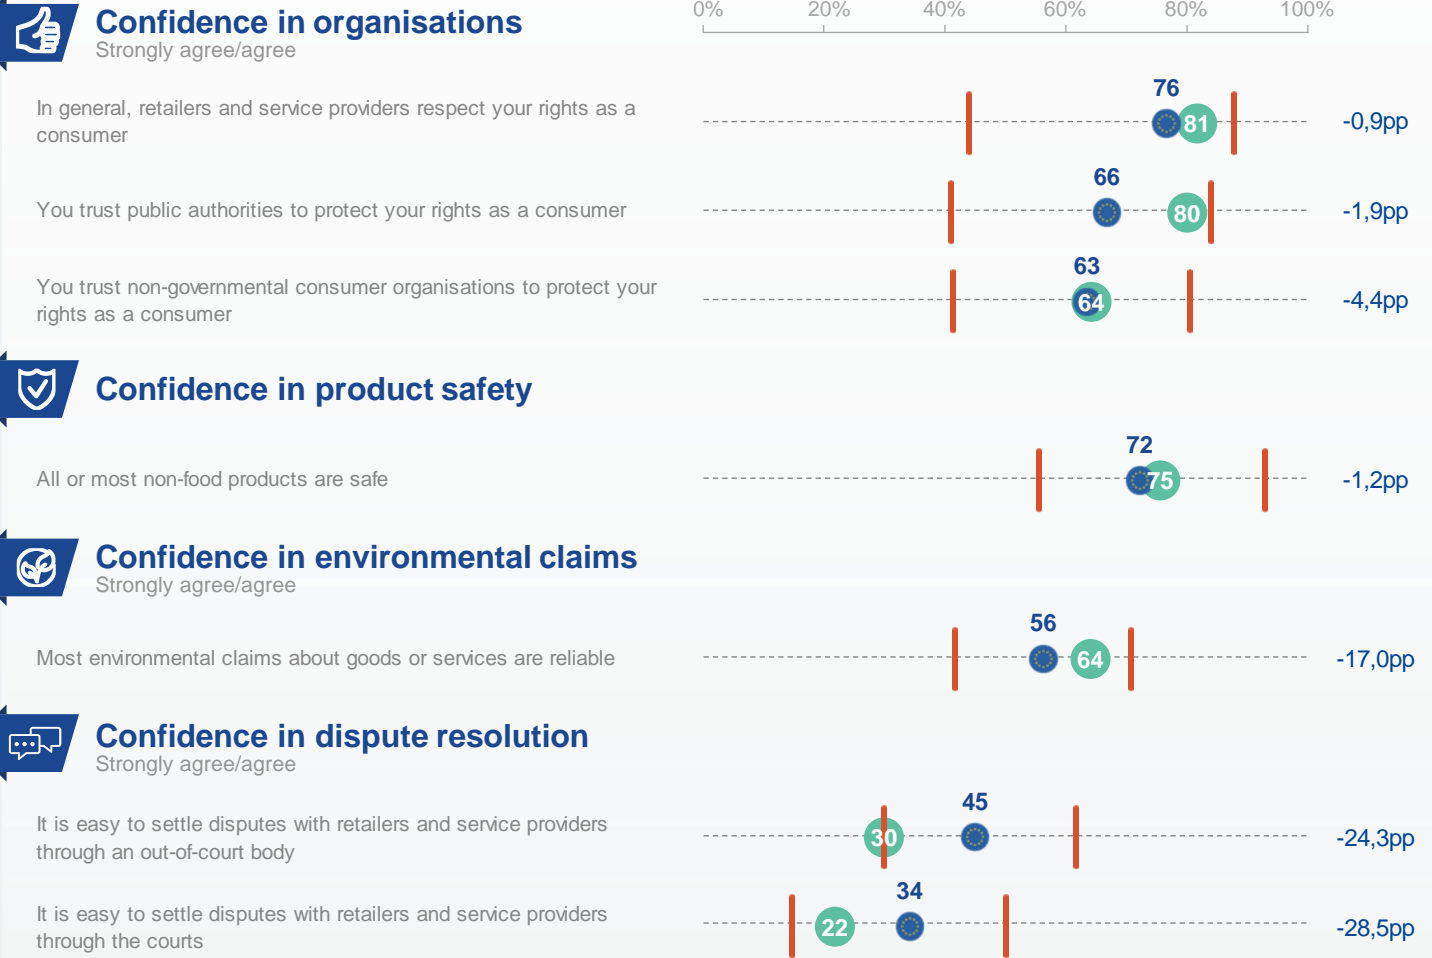 0% 20% 40% 60% 80% 100%
Confidence in organisations
Strongly agree/agree
76
In general, retailers and service providers respect your rights as a
consumer
81
-0,9pp
66
You trust public authorities to protect your rights as a consumer
80
-1,9pp
63
You trust non-governmental consumer organisations to protect your
rights as a consumer
64
-4,4pp
Confidence in product safety
72
All or most non-food products are safe
75
-1,2pp
Confidence in environmental claims
Strongly agree/agree
56
Most environmental claims about goods or services are reliable
64
-17,0pp
Confidence in dispute resolution
Strongly agree/agree
45
It is easy to settle disputes with retailers and service providers
through an out-of-court body
30
-24,3pp
34
It is easy to settle disputes with retailers and service providers
through the courts
22
-28,5pp